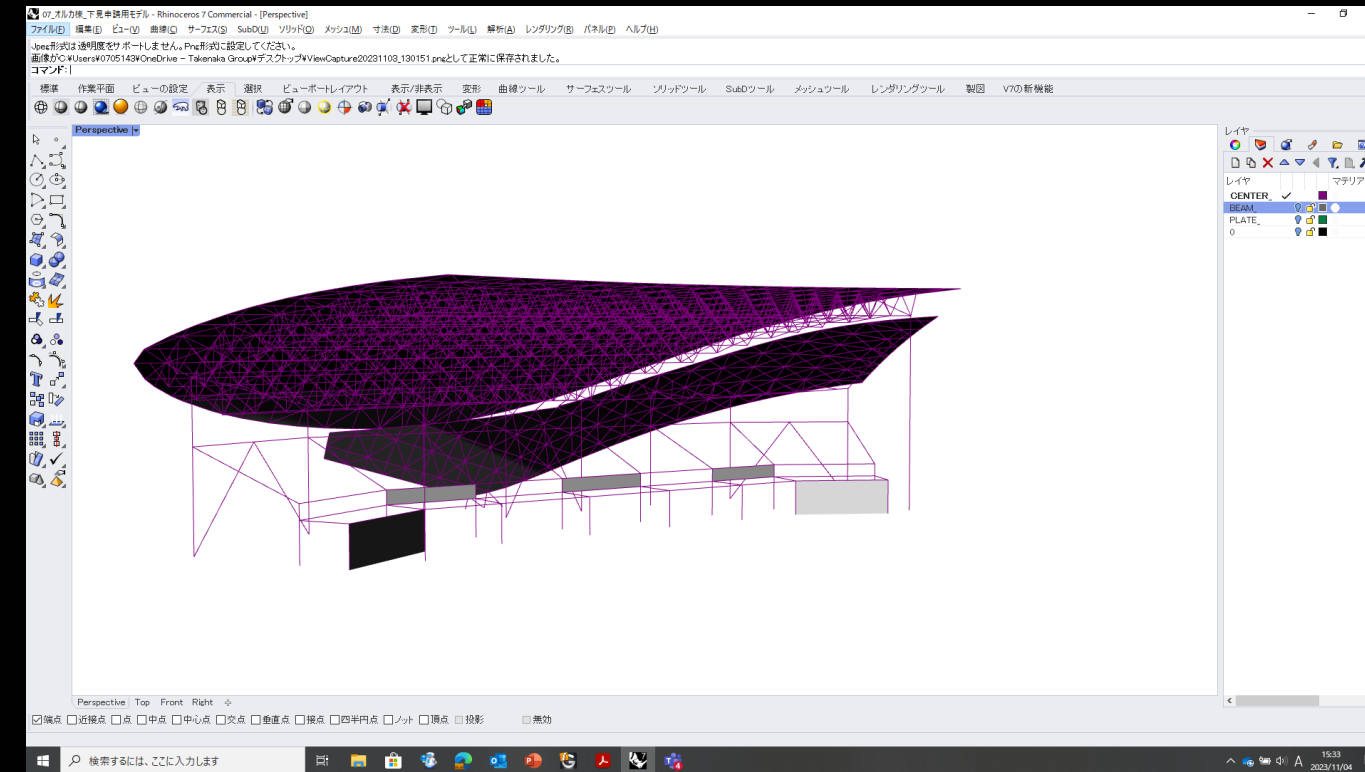 07_オルカ棟_下見申請用モデル - Rhinoceros 7 Commercial - [Perspective]
ファイル(F) 編集(E) ビュー(V) 曲線(C) サーフェス(S) SubD(U) ソリッド(O) メッシュ(M) 寸法(D) 変形(T) ツール(L) 解析(A) レンダリング(R) パネル(P) ヘルプ(H)
Jpeg形式は透明度をサポートしません。Png形式に設定してください。
画像がC:¥Users¥0705143¥OneDrive - Takenaka Group¥デスクトップ¥ViewCapture20231103_130151.pngとして正常に保存されました。
コマンド:
標準 作業平面 ビューの設定 表示 選択 ビューポートレイアウト 表示/非表示 変形 曲線ツール サーフェスツール ソリッドツール SubDツール メッシュツール レンダリングツール 製図 V7の新機能
Perspective
レイヤ
レイヤ マテリア
CENTER_
BEAM_
PLATE_
0
Perspective Top Front Right
端点 近接点 点 中点 中心点 交点 垂直点 接点 四半円点 ノット 頂点 投影 無効
検索するには、ここに入力します
A 15:33
2023/11/04